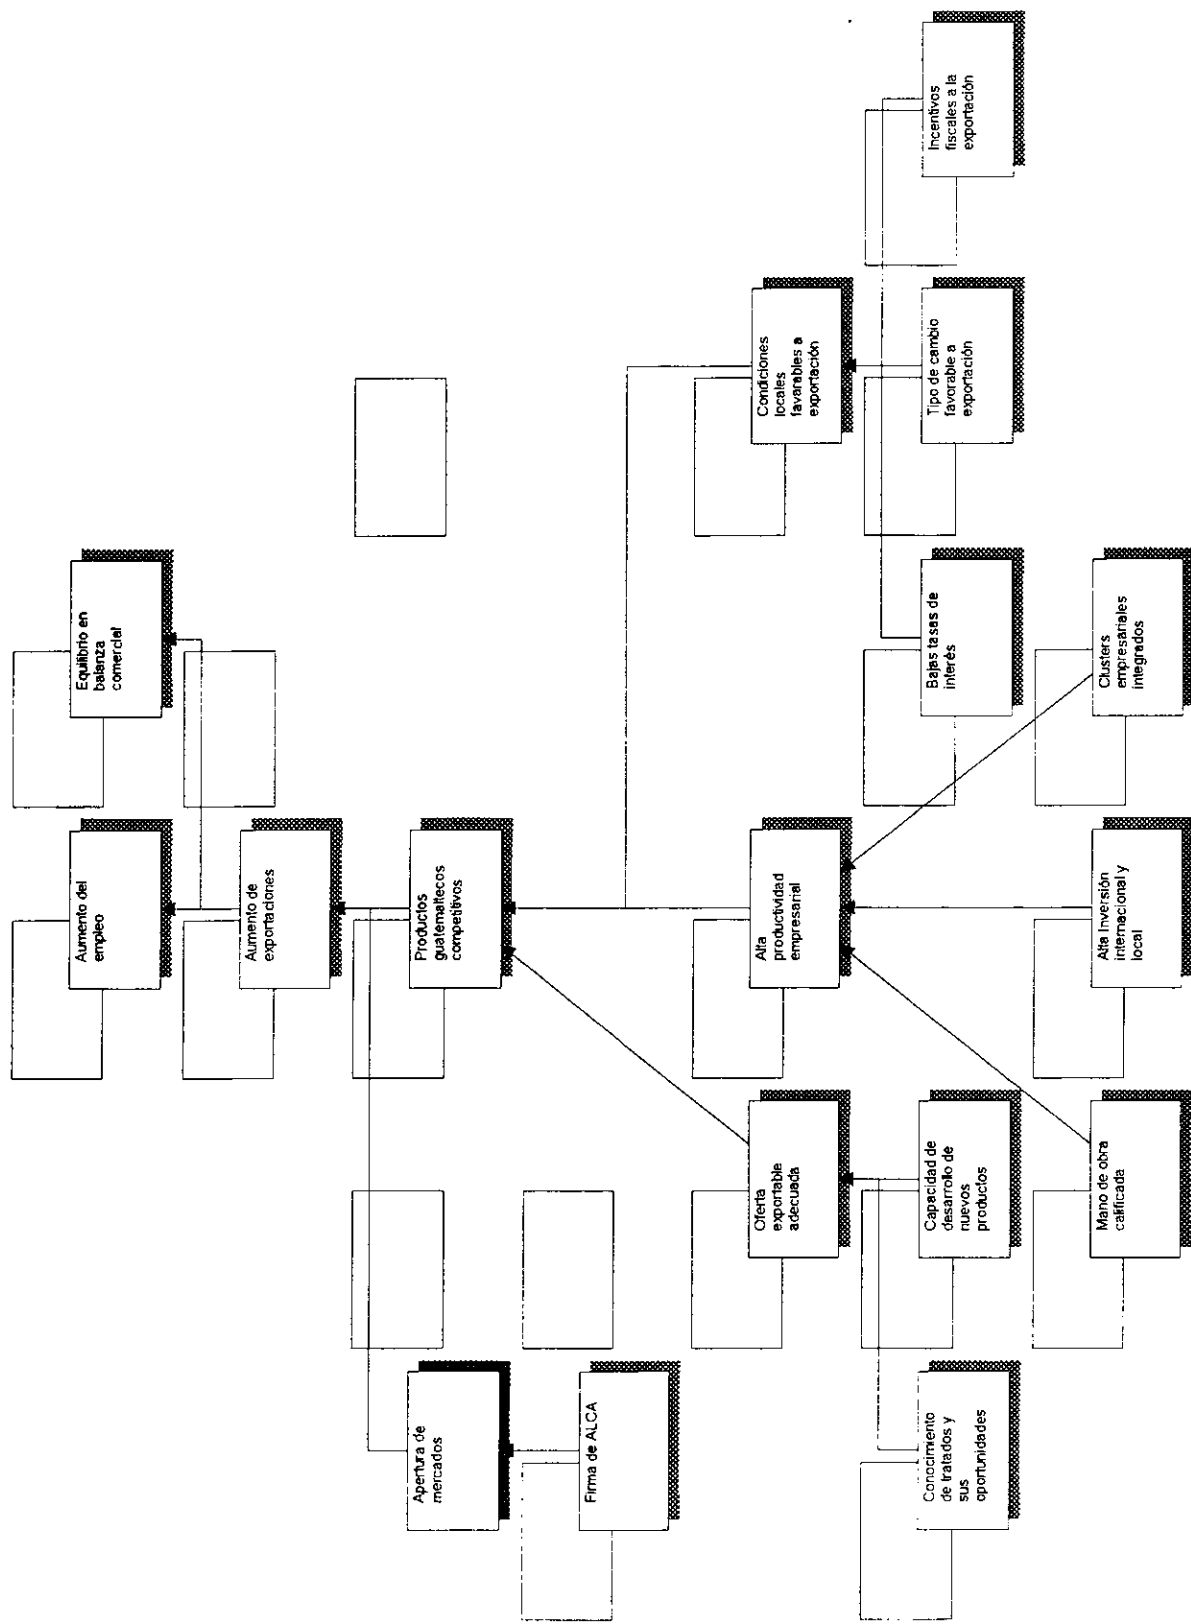 Aumento del
empleo
Equilibrio en
balanza
comercial
Aumento de
exportaciones
Apertura de
mercados
Productos
guatemaltecos
competitivos
Firma de ALCA
Oferta
exportable
adecuada
Alta
productividad
empresarial
Condiciones
locales
favarables a
exportación
Conocimiento
de tratados y
sus
oportunidades
Capacidad de
desarrollo de
nuevos
productos
Bajas tasas de
interés
Tipo de cambio
favorable a
exportación
Incentivos
fiscales a la
exportación
Mano de obra
calificada
Alta Inversión
internacional y
local
Clusters
empresariales
integrados